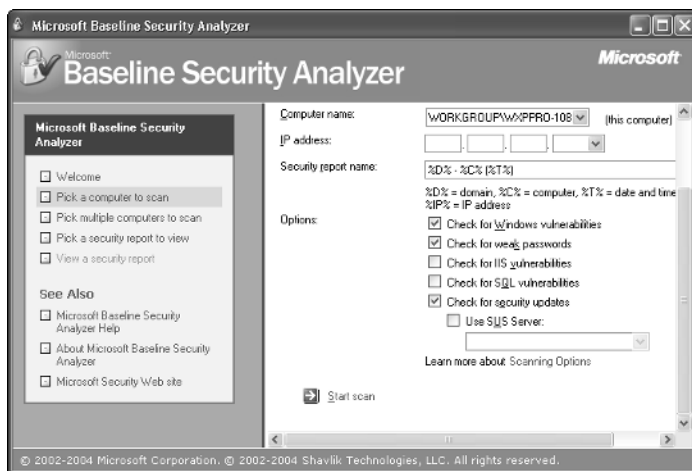 Microsoft Baseline Security Analyzer
Microsoft
Baseline Security Analyzer
Microsoft
Microsoft Baseline Security
Analyzer
Welcome
Pick a computer to scan
Pick multiple computers to scan
Pick a security report to view
View a security report
See Also
Microsoft Baseline Security
Analyzer Help
About Microsoft Baseline Security
Analyzer
Microsoft Security Web site
Computer name:
WORKGROUP\WXPPRO-108
(this computer)
IP address:
. . .
Security report name:
%D% - %C% (%T%)
%D% = domain, %C% = computer, %T% = date and time
%IP% = IP address
Options:
Check for Windows vulnerabilities
Check for weak passwords
Check for IIS vulnerabilities
Check for SQL vulnerabilities
Check for security updates
Use SUS Server:
Learn more about Scanning Options
Start scan
© 2002-2004 Microsoft Corporation. © 2002-2004 Shavlik Technologies, LLC. All rights reserved.